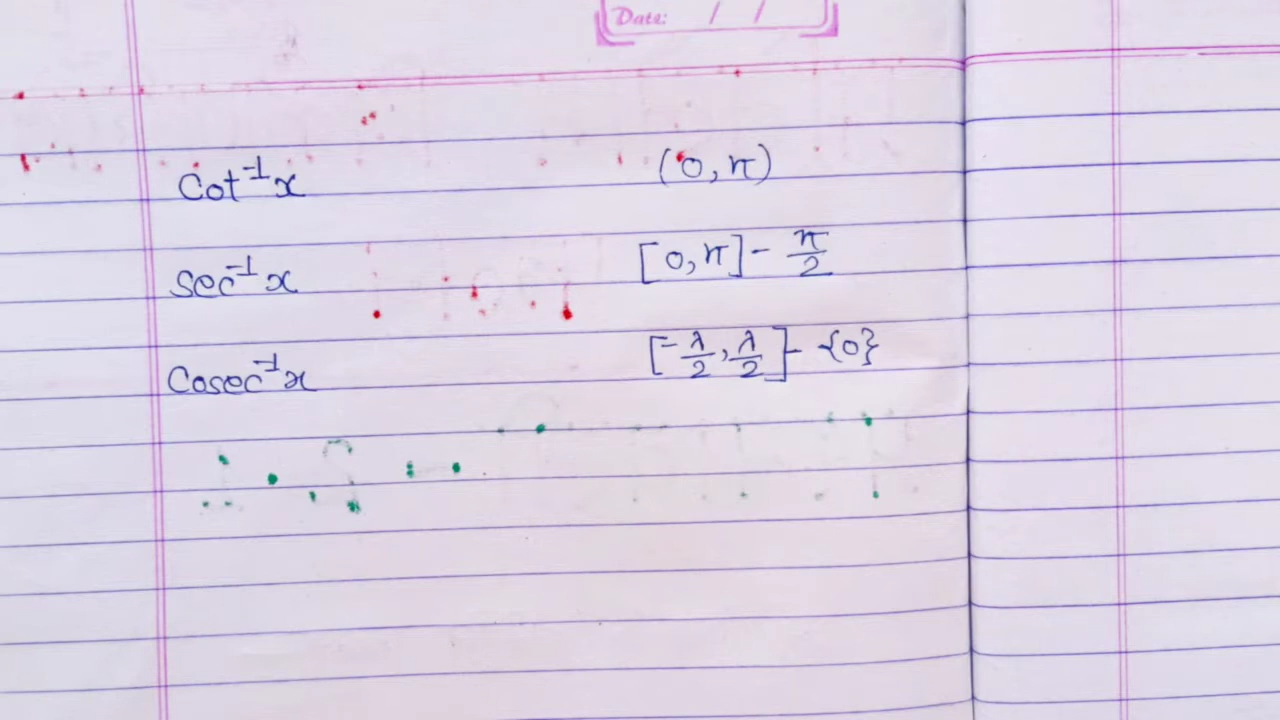 Date: / /
Cot⁻¹x (0, π)
sec⁻¹x [0, π] - π/2
Cosec⁻¹x [-λ/2, λ/2] - {0}